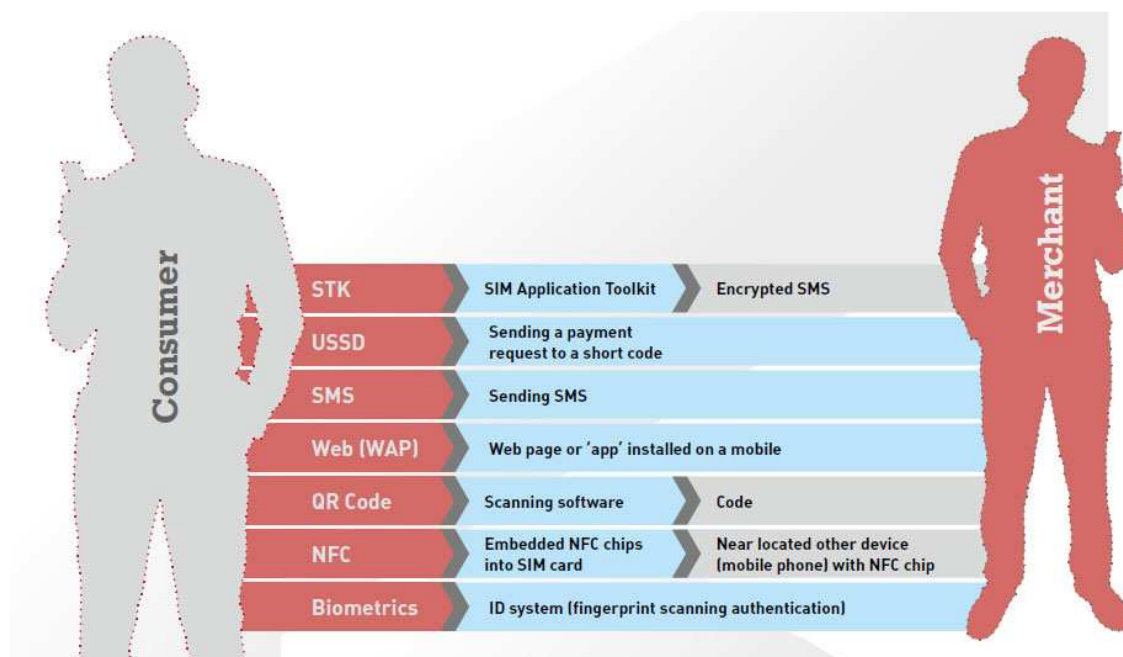 Consumer
Merchant
STK
SIM Application Toolkit
Encrypted SMS
USSD
Sending a payment
request to a short code
SMS
Sending SMS
Web (WAP)
Web page or ‘app’ installed on a mobile
QR Code
Scanning software
Code
NFC
Embedded NFC chips
into SIM card
Near located other device
(mobile phone) with NFC chip
Biometrics
ID system (fingerprint scanning authentication)